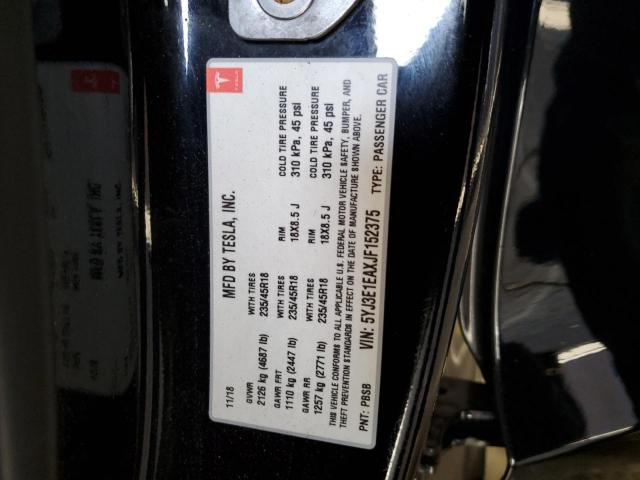 TESLA
MFD BY TESLA, INC.
11/18
GVWR WITH TIRES
2126 kg (4687 lb) 235/45R18
GAWR FRT WITH TIRES RIM COLD TIRE PRESSURE
1110 kg (2447 lb) 235/45R18 18X8.5 J 310 kPa, 45 psi
GAWR RR WITH TIRES RIM COLD TIRE PRESSURE
1257 kg (2771 lb) 235/45R18 18X8.5 J 310 kPa, 45 psi
THIS VEHICLE CONFORMS TO ALL APPLICABLE U.S. FEDERAL MOTOR VEHICLE SAFETY, BUMPER, AND
THEFT PREVENTION STANDARDS IN EFFECT ON THE DATE OF MANUFACTURE SHOWN ABOVE.
PNT: PBSB VIN: 5YJ3E1EAXJF152375 TYPE: PASSENGER CAR